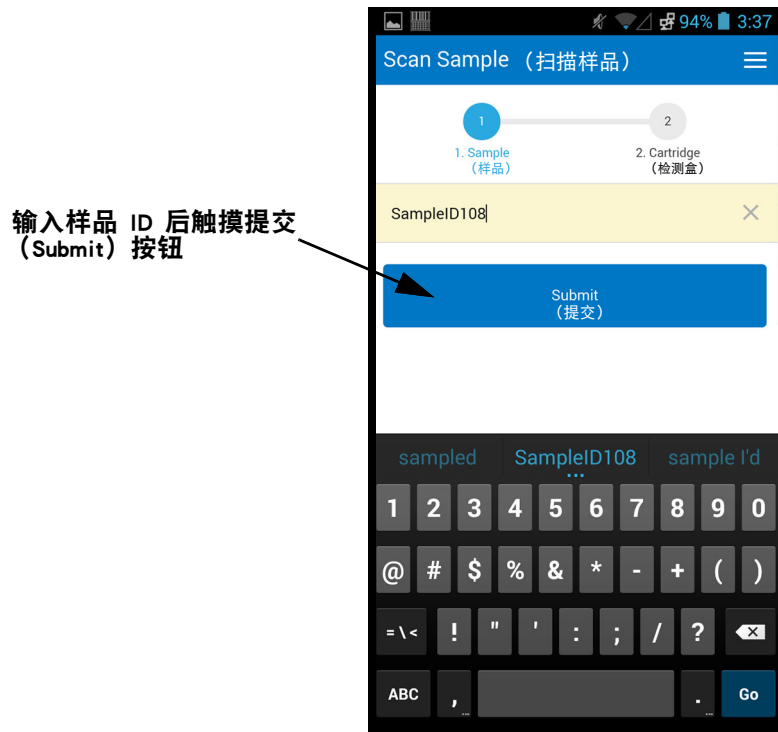 94% 3:37
Scan Sample （扫描样品）
1 2
1. Sample 2. Cartridge
（样品） （检测盒）
输入样品 ID 后触摸提交
（Submit）按钮
SampleID108
Submit
（提交）
sampled SampleID108 sample I'd
1 2 3 4 5 6 7 8 9 0
@ # $ % & * - + ( )
= \ < ! " ' : ; / ?
ABC , . Go